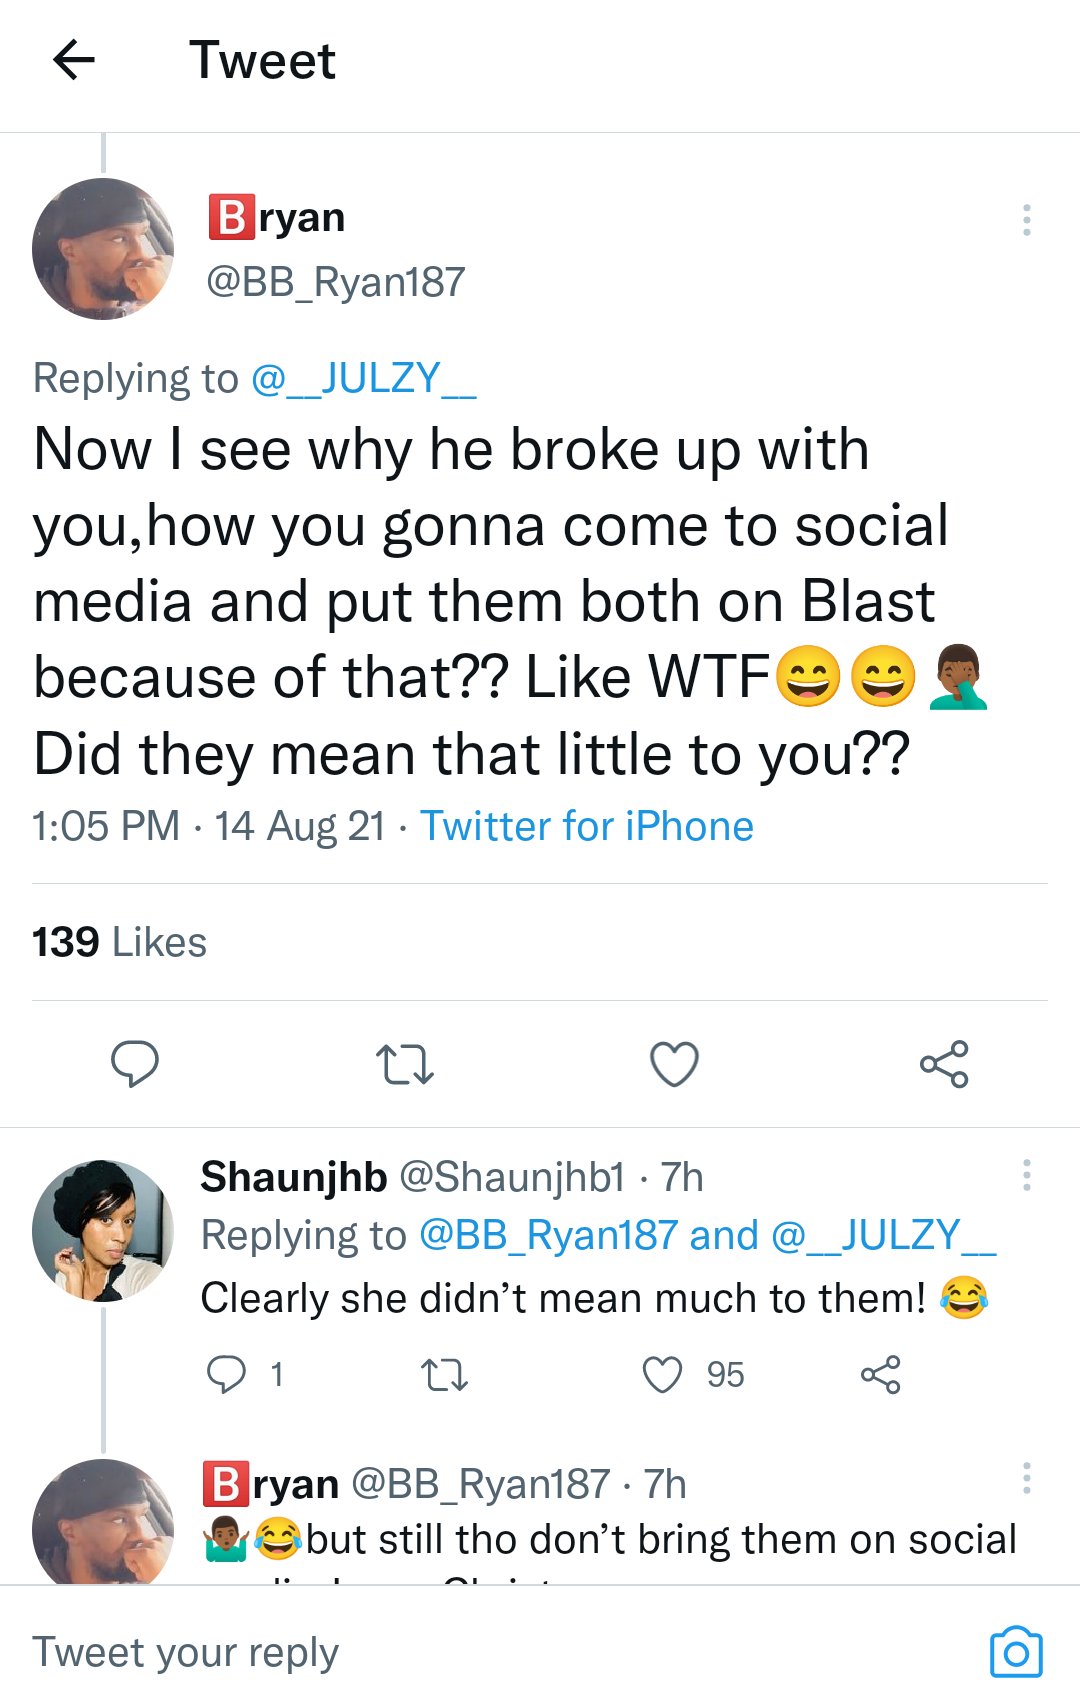 Tweet
🅱️ryan
@BB_Ryan187
Replying to @__JULZY__
Now I see why he broke up with
you,how you gonna come to social
media and put them both on Blast
because of that?? Like WTF😄😄🤦🏾‍♂️
Did they mean that little to you??
1:05 PM · 14 Aug 21 · Twitter for iPhone
139 Likes
Shaunjhb @Shaunjhb1 · 7h
Replying to @BB_Ryan187 and @__JULZY__
Clearly she didn’t mean much to them! 😂
1 95
🅱️ryan @BB_Ryan187 · 7h
🤷🏾‍♂️😂but still tho don’t bring them on social
Tweet your reply